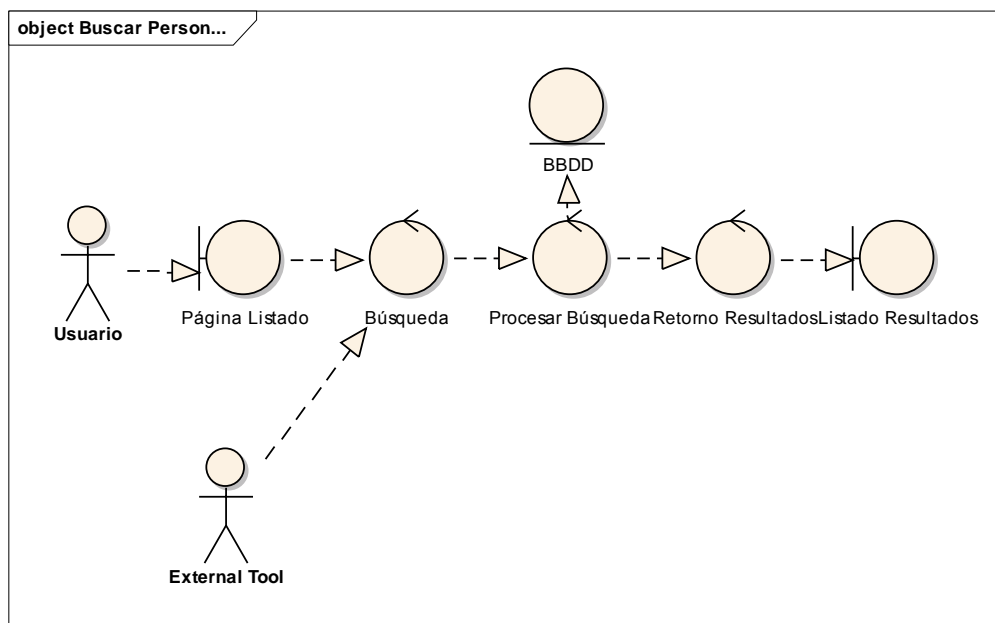 object Buscar Person...
BBDD
Página Listado
Búsqueda
Procesar Búsqueda
Retorno Resultados
Listado Resultados
Usuario
External Tool